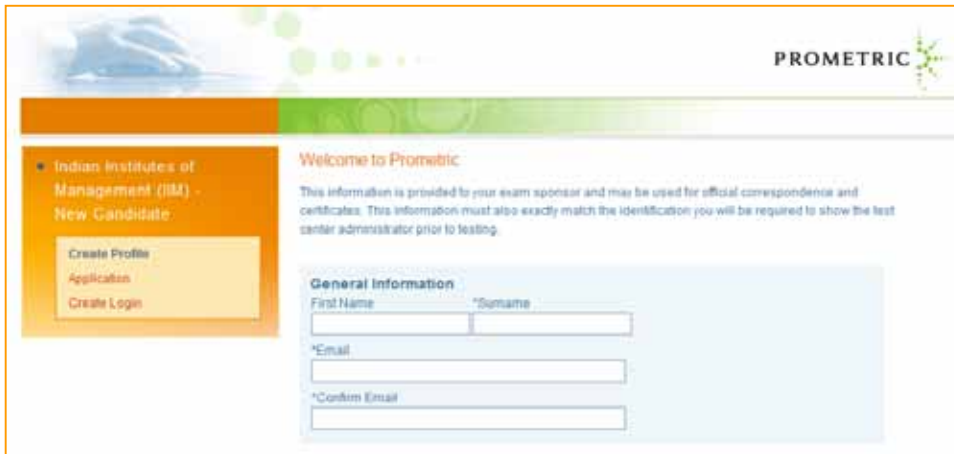 PROMETRIC
Indian Institutes of
Management (IIM) -
New Candidate
Create Profile
Application
Create Login
Welcome to Prometric
This information is provided to your exam sponsor and may be used for official correspondence and
certificates. This information must also exactly match the identification you will be required to show the test
center administrator prior to testing.
General Information
First Name *Surname
*Email
*Confirm Email